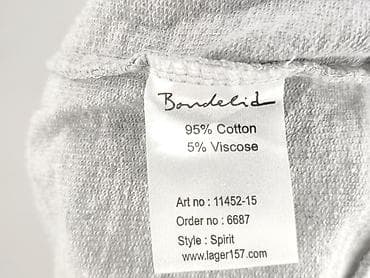 Bondelid
95% Cotton
5% Viscose
Art no : 11452-15
Order no : 6687
Style : Spirit
www.lager157.com